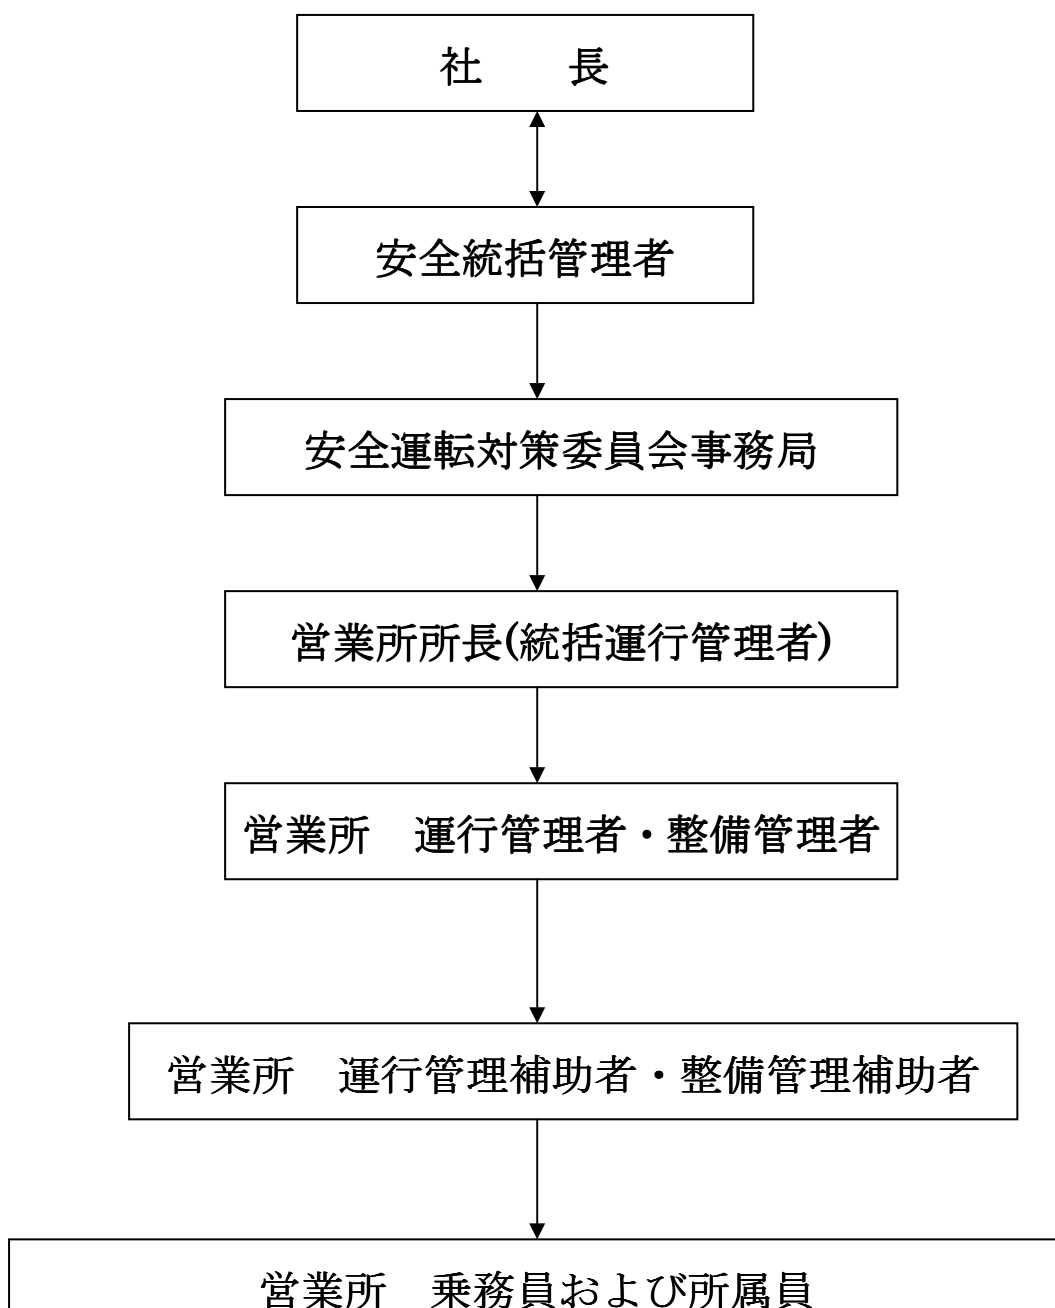 社　　長
安全統括管理者
安全運転対策委員会事務局
営業所所長(統括運行管理者)
営業所　運行管理者・整備管理者
営業所　運行管理補助者・整備管理補助者
営業所　乗務員および所属員